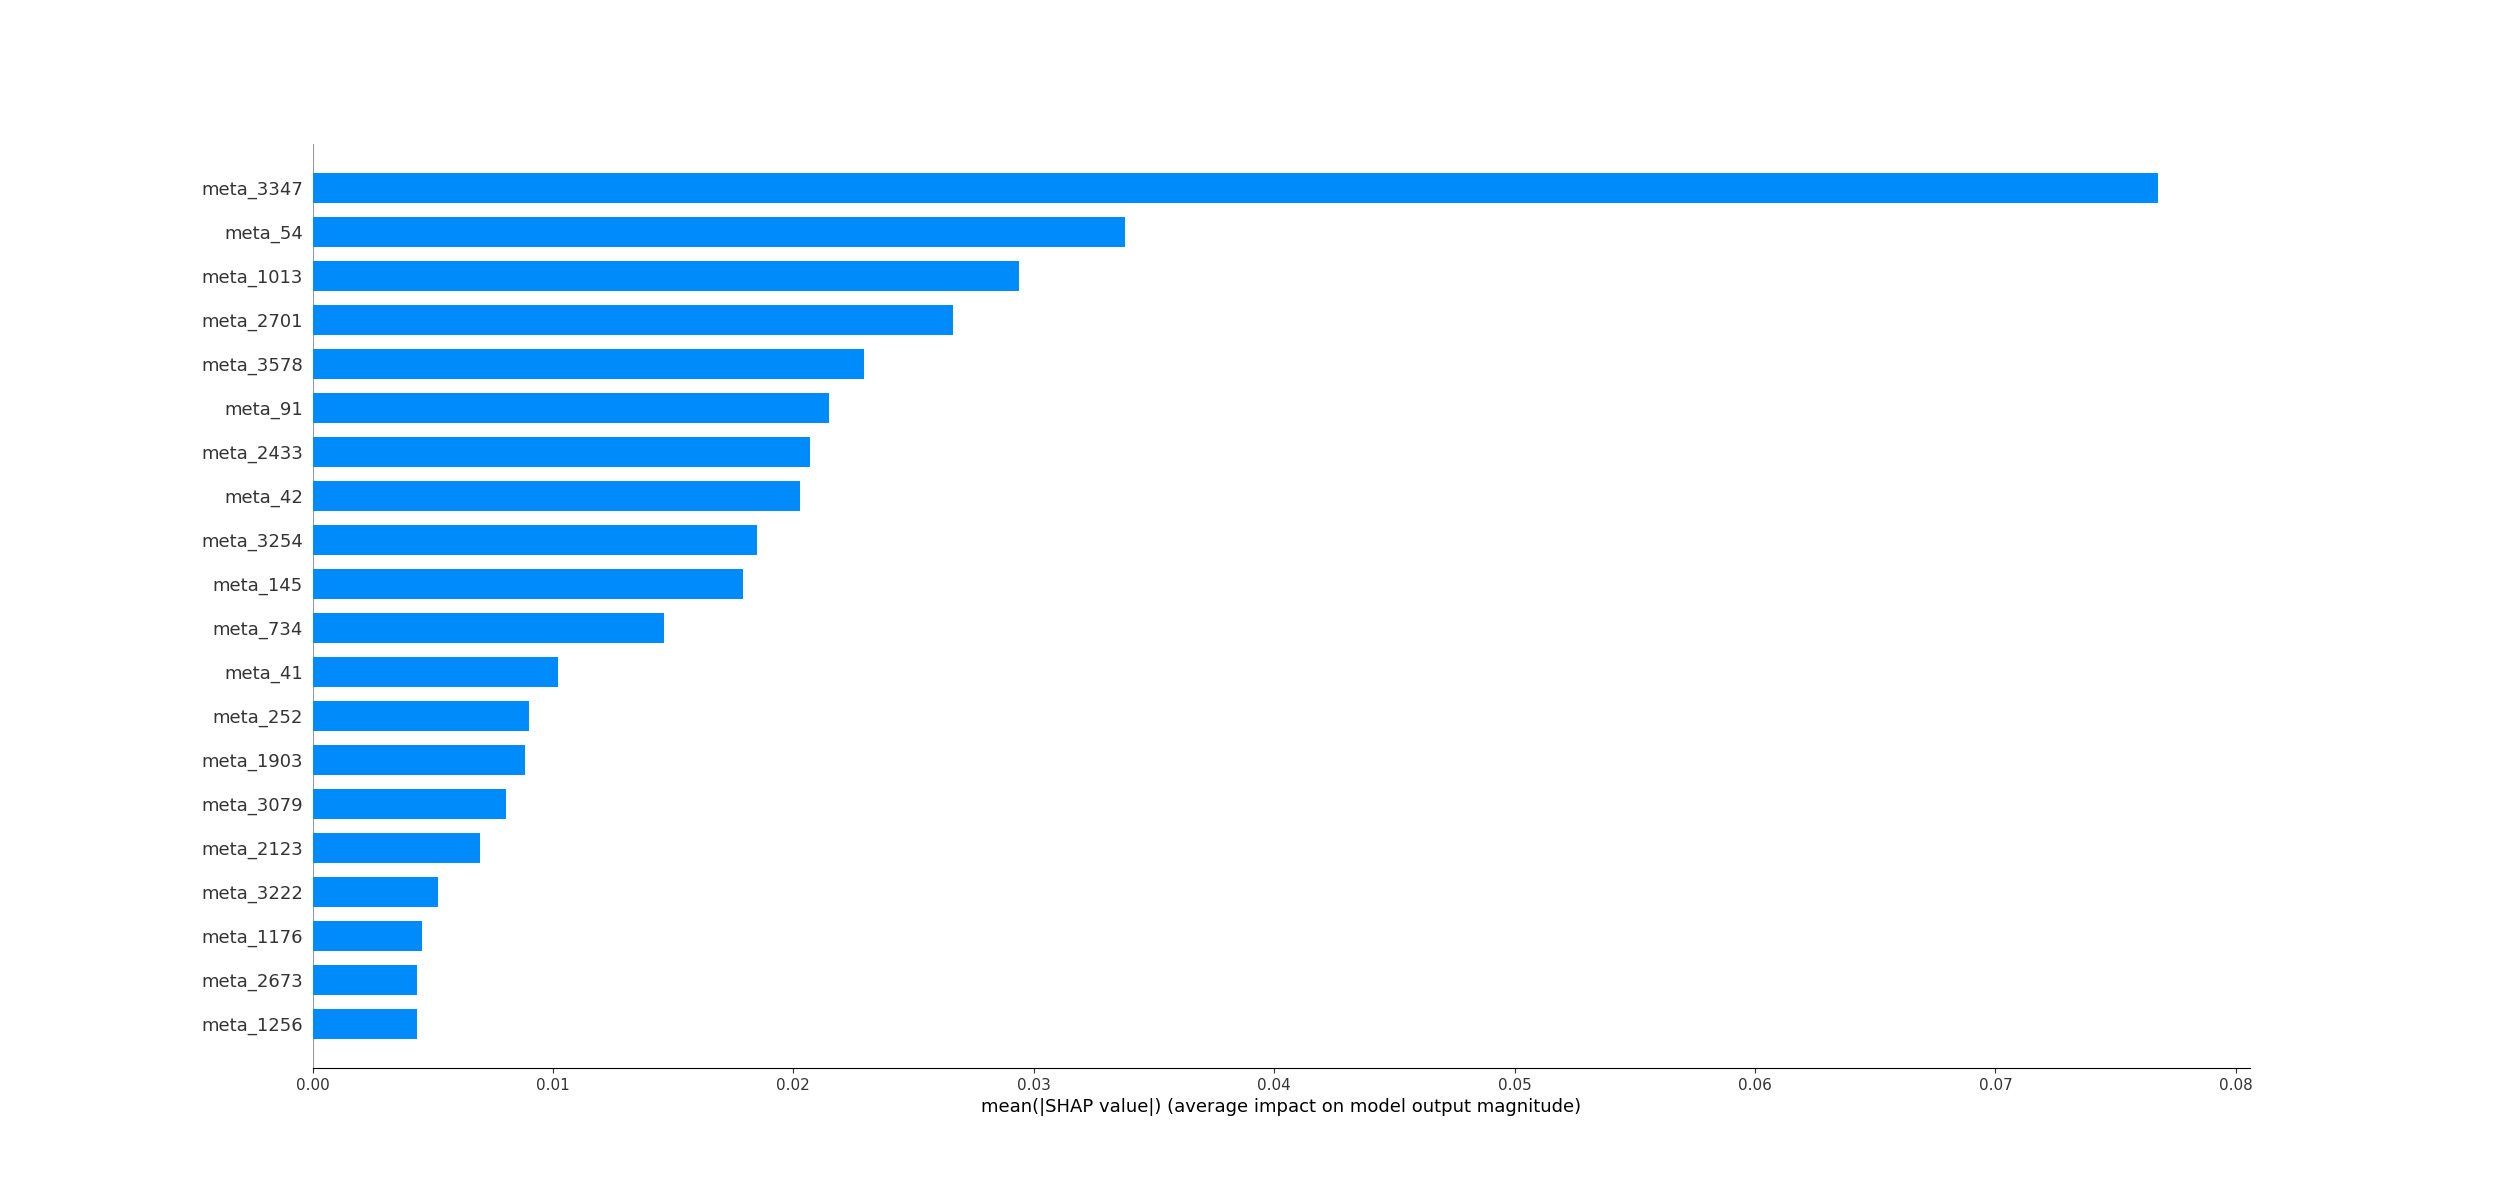 meta_3347
meta_54
meta_1013
meta_2701
meta_3578
meta_91
meta_2433
meta_42
meta_3254
meta_145
meta_734
meta_41
meta_252
meta_1903
meta_3079
meta_2123
meta_3222
meta_1176
meta_2673
meta_1256
0.00 0.01 0.02 0.03 0.04 0.05 0.06 0.07 0.08
mean(|SHAP value|) (average impact on model output magnitude)